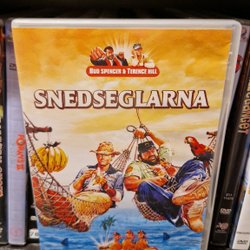 BUD SPENCER & TERENCE HILL
SNEDSEGLARNA